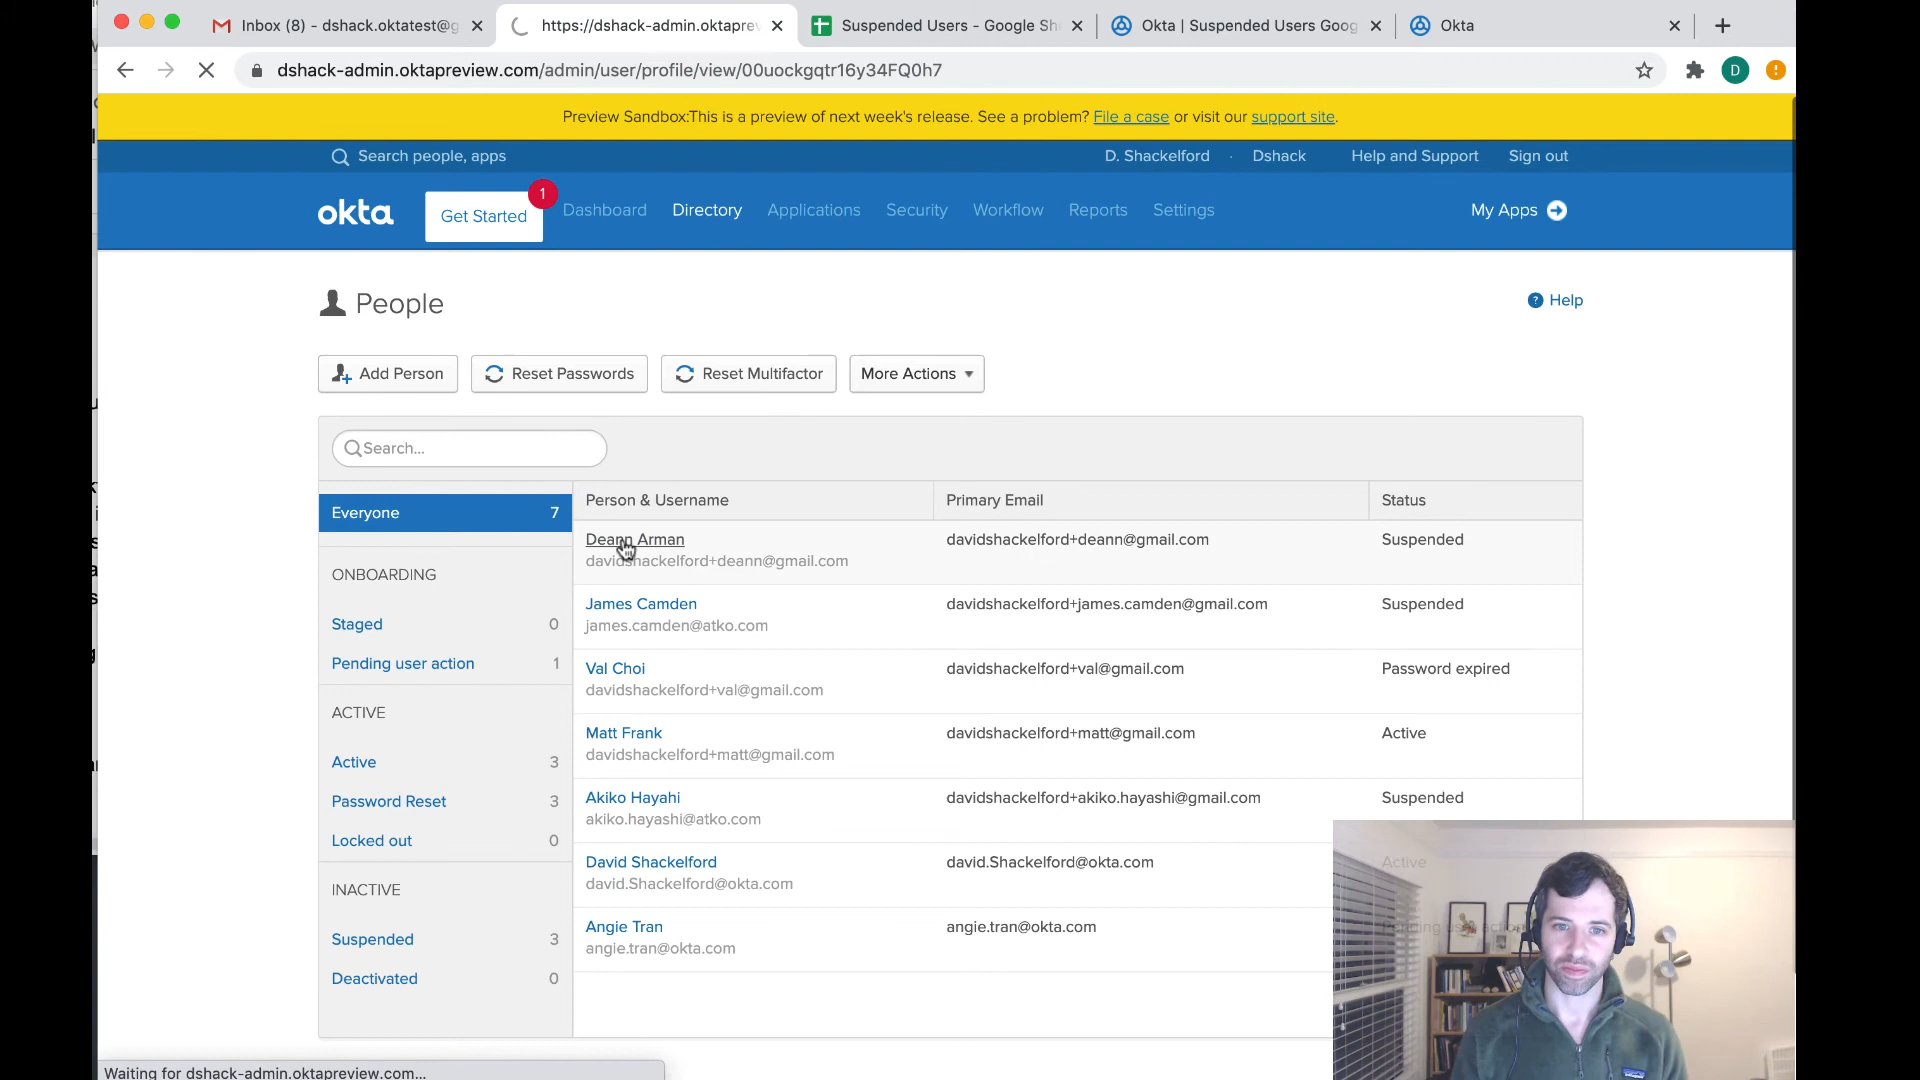 Inbox (8) - dshack.oktatest@g
https://dshack-admin.oktaprev
Suspended Users - Google Sh
Okta | Suspended Users Goog
Okta
dshack-admin.oktapreview.com/admin/user/profile/view/00uockgqtr16y34FQ0h7
D
Preview Sandbox:This is a preview of next week's release. See a problem? File a case or visit our support site.
Search people, apps
D. Shackelford · Dshack
Help and Support
Sign out
okta
Get Started
1
Dashboard
Directory
Applications
Security
Workflow
Reports
Settings
My Apps
People
Help
Add Person
Reset Passwords
Reset Multifactor
More Actions
Search...
Everyone 7
ONBOARDING
Staged 0
Pending user action 1
ACTIVE
Active 3
Password Reset 3
Locked out 0
INACTIVE
Suspended 3
Deactivated 0
Person & Username
Primary Email
Status
Deann Arman
davidshackelford+deann@gmail.com
davidshackelford+deann@gmail.com
Suspended
James Camden
james.camden@atko.com
davidshackelford+james.camden@gmail.com
Suspended
Val Choi
davidshackelford+val@gmail.com
davidshackelford+val@gmail.com
Password expired
Matt Frank
davidshackelford+matt@gmail.com
davidshackelford+matt@gmail.com
Active
Akiko Hayahi
akiko.hayashi@atko.com
davidshackelford+akiko.hayashi@gmail.com
Suspended
David Shackelford
david.Shackelford@okta.com
david.Shackelford@okta.com
Active
Angie Tran
angie.tran@okta.com
angie.tran@okta.com
Pending user action
Waiting for dshack-admin.oktapreview.com...